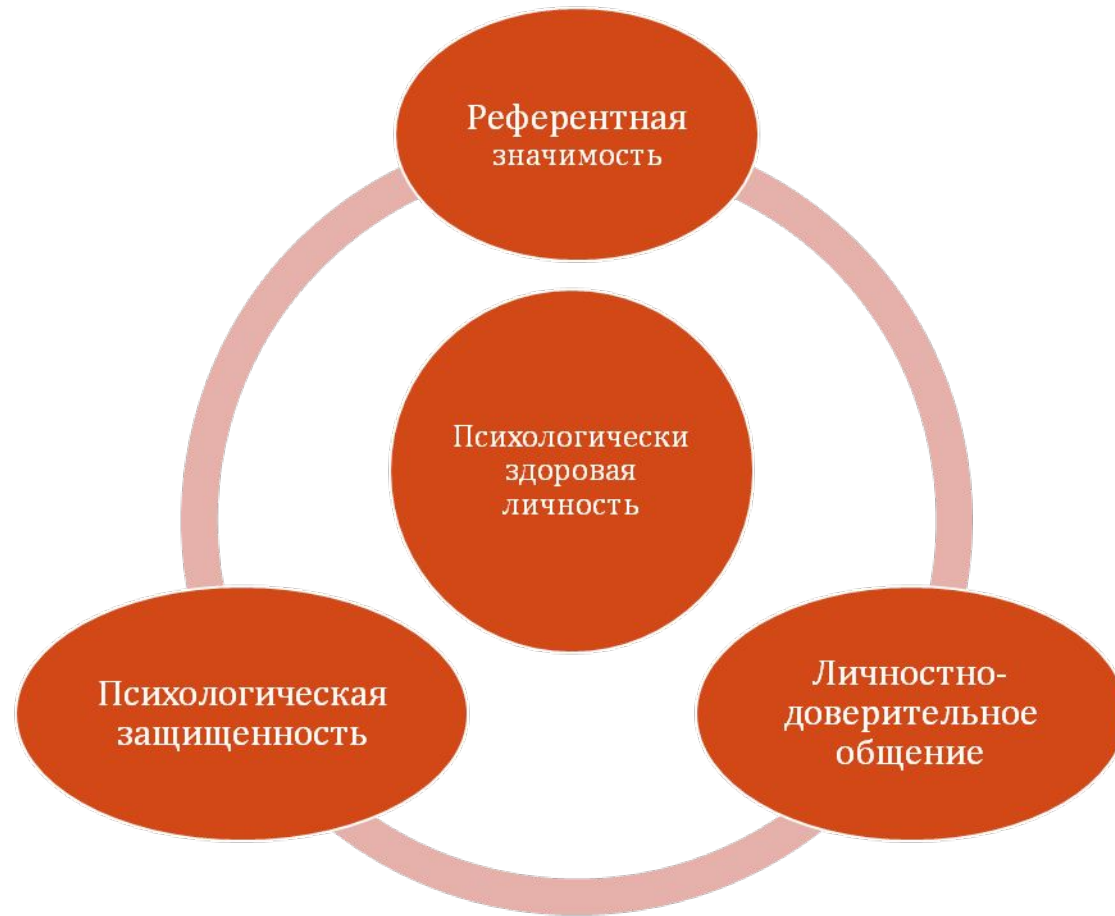 Референтная
значимость
Психологически
здоровая
личность
Психологическая
защищенность
Личностно-
доверительное
общение